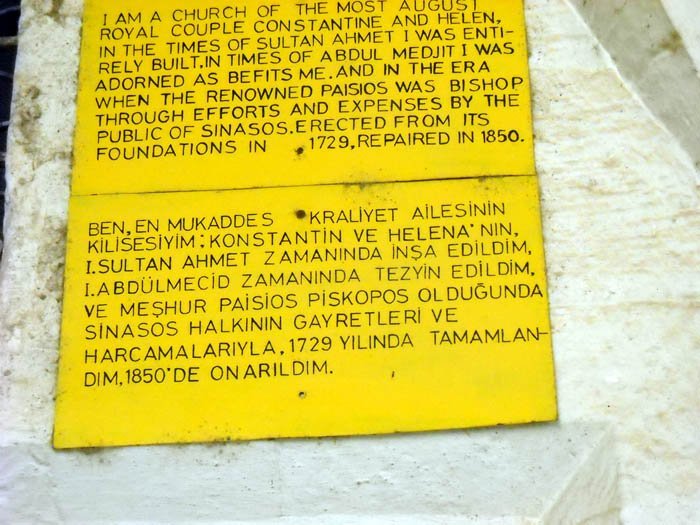 I AM A CHURCH OF THE MOST AUGUST
ROYAL COUPLE CONSTANTINE AND HELEN,
IN THE TIMES OF SULTAN AHMET I WAS ENTI-
RELY BUILT.IN TIMES OF ABDUL MEDJIT I WAS
ADORNED AS BEFITS ME.AND IN THE ERA
WHEN THE RENOWNED PAISIOS WAS BISHOP
THROUGH EFFORTS AND EXPENSES BY THE
PUBLIC OF SINASOS.ERECTED FROM ITS
FOUNDATIONS IN 1729,REPAIRED IN 1850.
BEN, EN MUKADDES KRALİYET AİLESİNİN
KİLİSESİYİM: KONSTANTİN VE HELENA'NIN,
I.SULTAN AHMET ZAMANINDA İNŞA EDİLDİM,
I.ABDÜLMECİD ZAMANINDA TEZYİN EDİLDİM,
VE MEŞHUR PAİSİOS PİSKOPOS OLDUĞUNDA
SİNASOS HALKININ GAYRETLERİ VE
HARCAMALARIYLA, 1729 YILINDA TAMAMLAN-
DIM,1850'DE ONARILDIM.